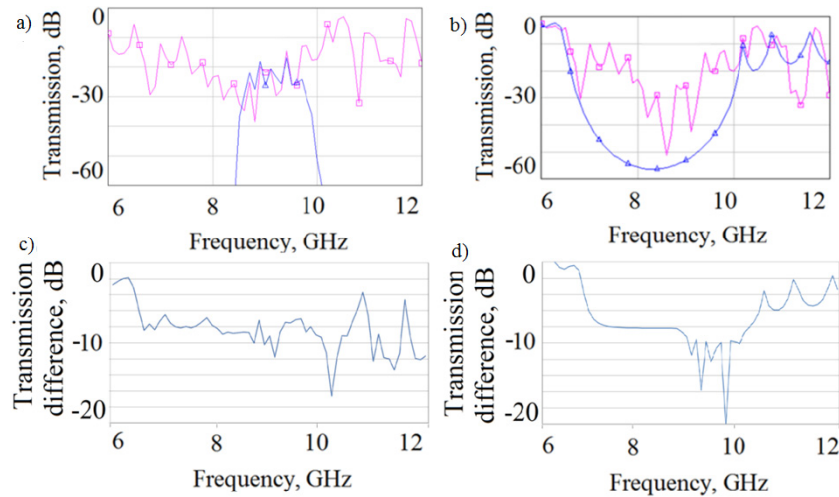 a)
Transmission, dB
0
-30
-60
6
8
10
12
Frequency, GHz
b)
Transmission, dB
0
-30
-60
6
8
10
12
Frequency, GHz
c)
Transmission
difference, dB
0
-10
-20
6
8
10
12
Frequency, GHz
d)
Transmission
difference, dB
0
-10
-20
6
8
10
12
Frequency, GHz